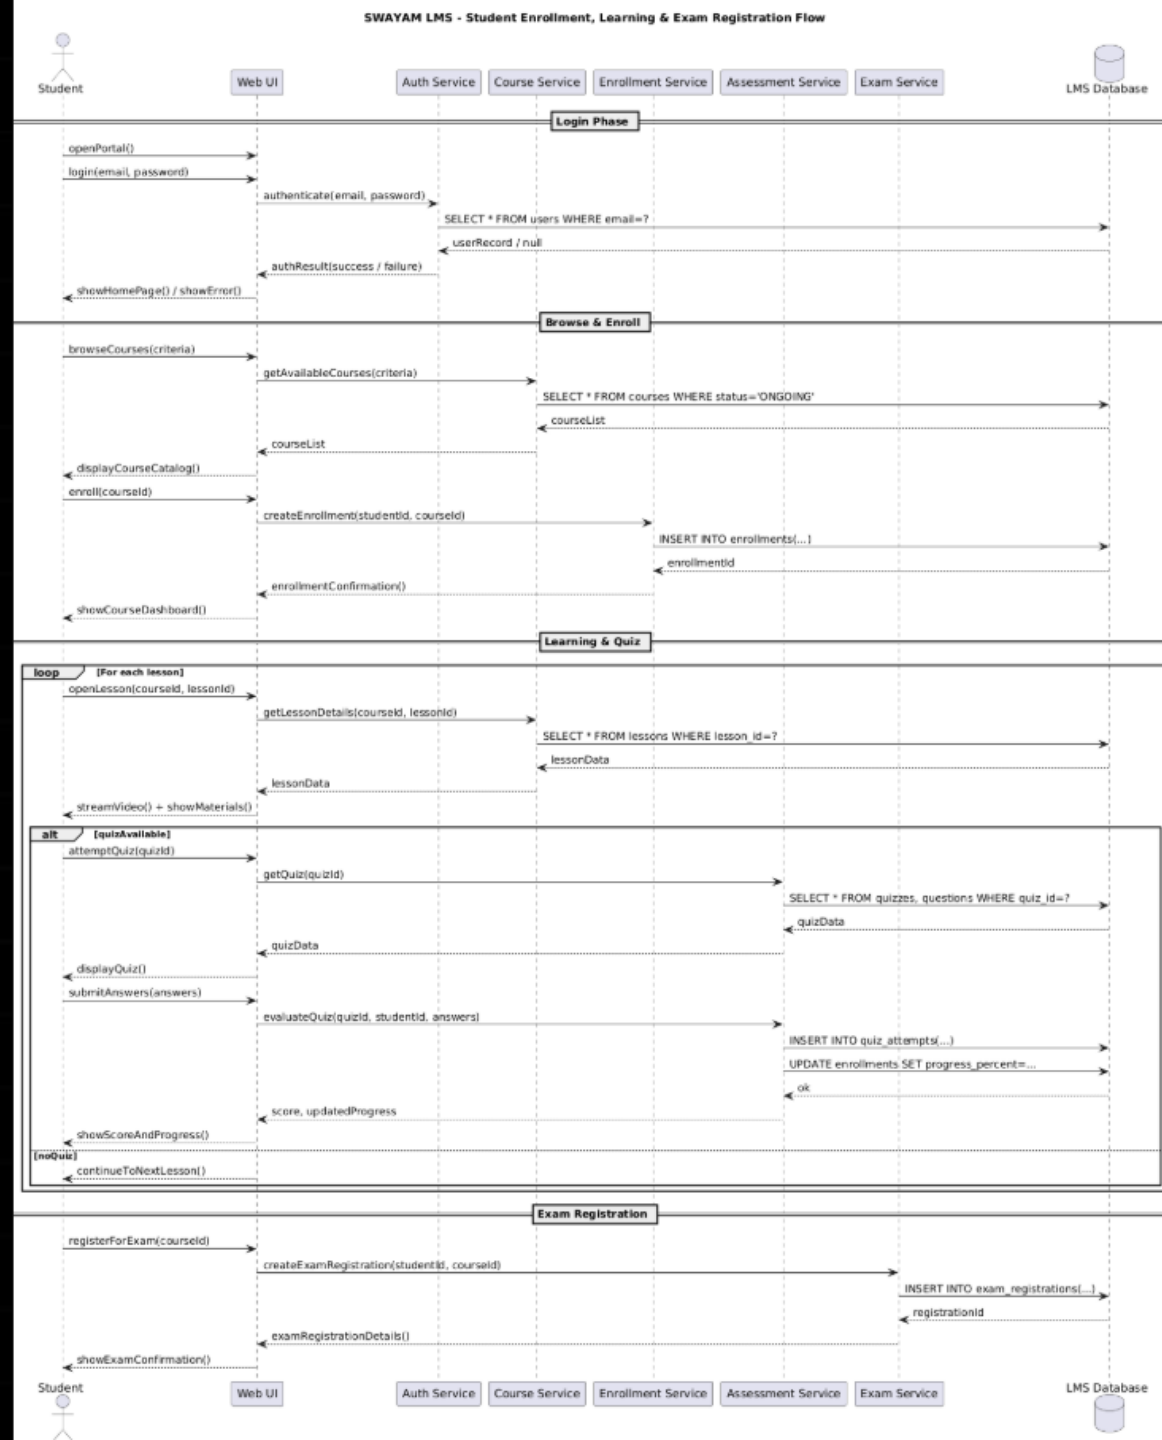 SWAYAM LMS - Student Enrollment, Learning & Exam Registration Flow
Student
Web UI
Auth Service
Course Service
Enrollment Service
Assessment Service
Exam Service
LMS Database
Login Phase
openPortal()
login(email, password)
authenticate(email, password)
SELECT * FROM users WHERE email=?
userRecord / null
authResult(success / failure)
showHomePage() / showError()
Browse & Enroll
browseCourses(criteria)
getAvailableCourses(criteria)
SELECT * FROM courses WHERE status='ONGOING'
courseList
courseList
displayCourseCatalog()
enroll(courseId)
createEnrollment(studentId, courseId)
INSERT INTO enrollments(...)
enrollmentId
enrollmentConfirmation()
showCourseDashboard()
Learning & Quiz
loop [For each lesson]
openLesson(courseId, lessonId)
getLessonDetails(courseId, lessonId)
SELECT * FROM lessons WHERE lesson_id=?
lessonData
lessonData
streamVideo() + showMaterials()
alt [quizAvailable]
attemptQuiz(quizId)
getQuiz(quizId)
SELECT * FROM quizzes, questions WHERE quiz_id=?
quizData
quizData
displayQuiz()
submitAnswers(answers)
evaluateQuiz(quizId, studentId, answers)
INSERT INTO quiz_attempts(...)
UPDATE enrollments SET progress_percent=...
ok
score, updatedProgress
showScoreAndProgress()
[noQuiz]
continueToNextLesson()
Exam Registration
registerForExam(courseId)
createExamRegistration(studentId, courseId)
INSERT INTO exam_registrations(...)
registrationId
examRegistrationDetails()
showExamConfirmation()
Student
Web UI
Auth Service
Course Service
Enrollment Service
Assessment Service
Exam Service
LMS Database